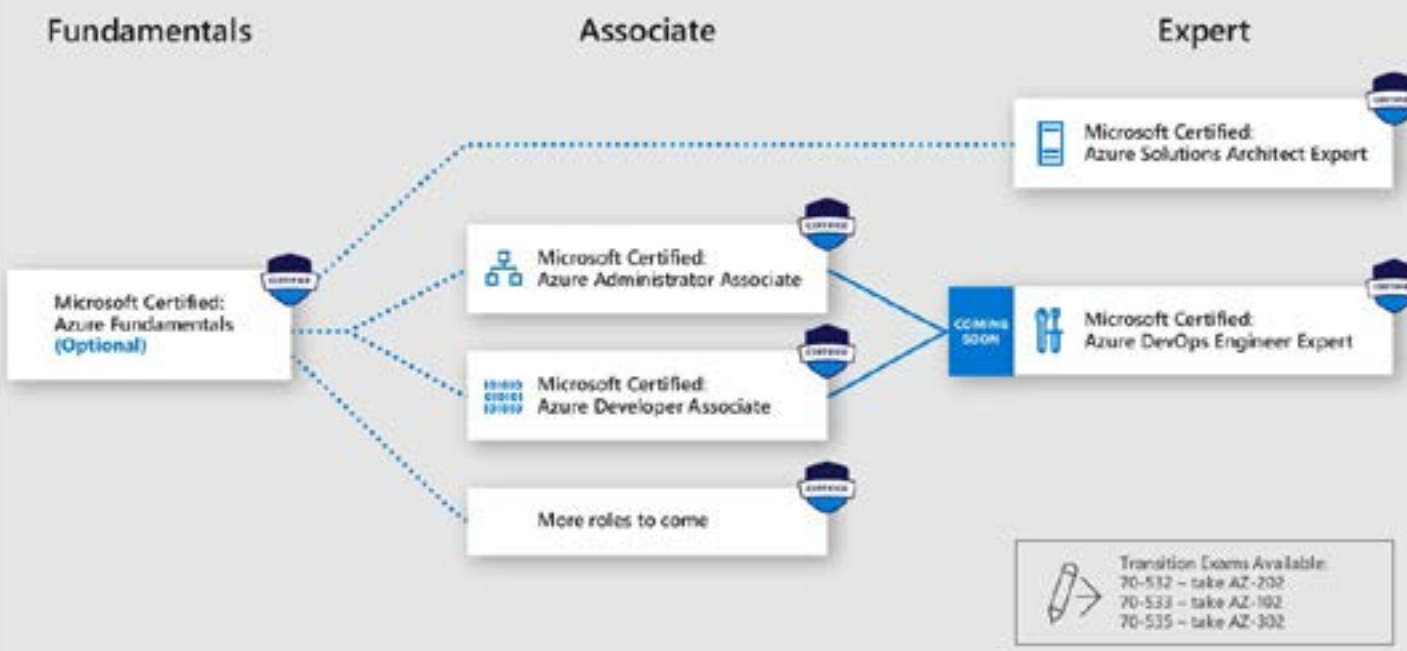 Fundamentals
Associate
Expert
Microsoft Certified:
Azure Solutions Architect Expert
Microsoft Certified:
Azure Administrator Associate
Microsoft Certified:
Azure Fundamentals
(Optional)
COMING
SOON
Microsoft Certified:
Azure DevOps Engineer Expert
Microsoft Certified:
Azure Developer Associate
More roles to come
Transition Exams Available:
70-532 – take AZ-202
70-533 – take AZ-102
70-535 – take AZ-302